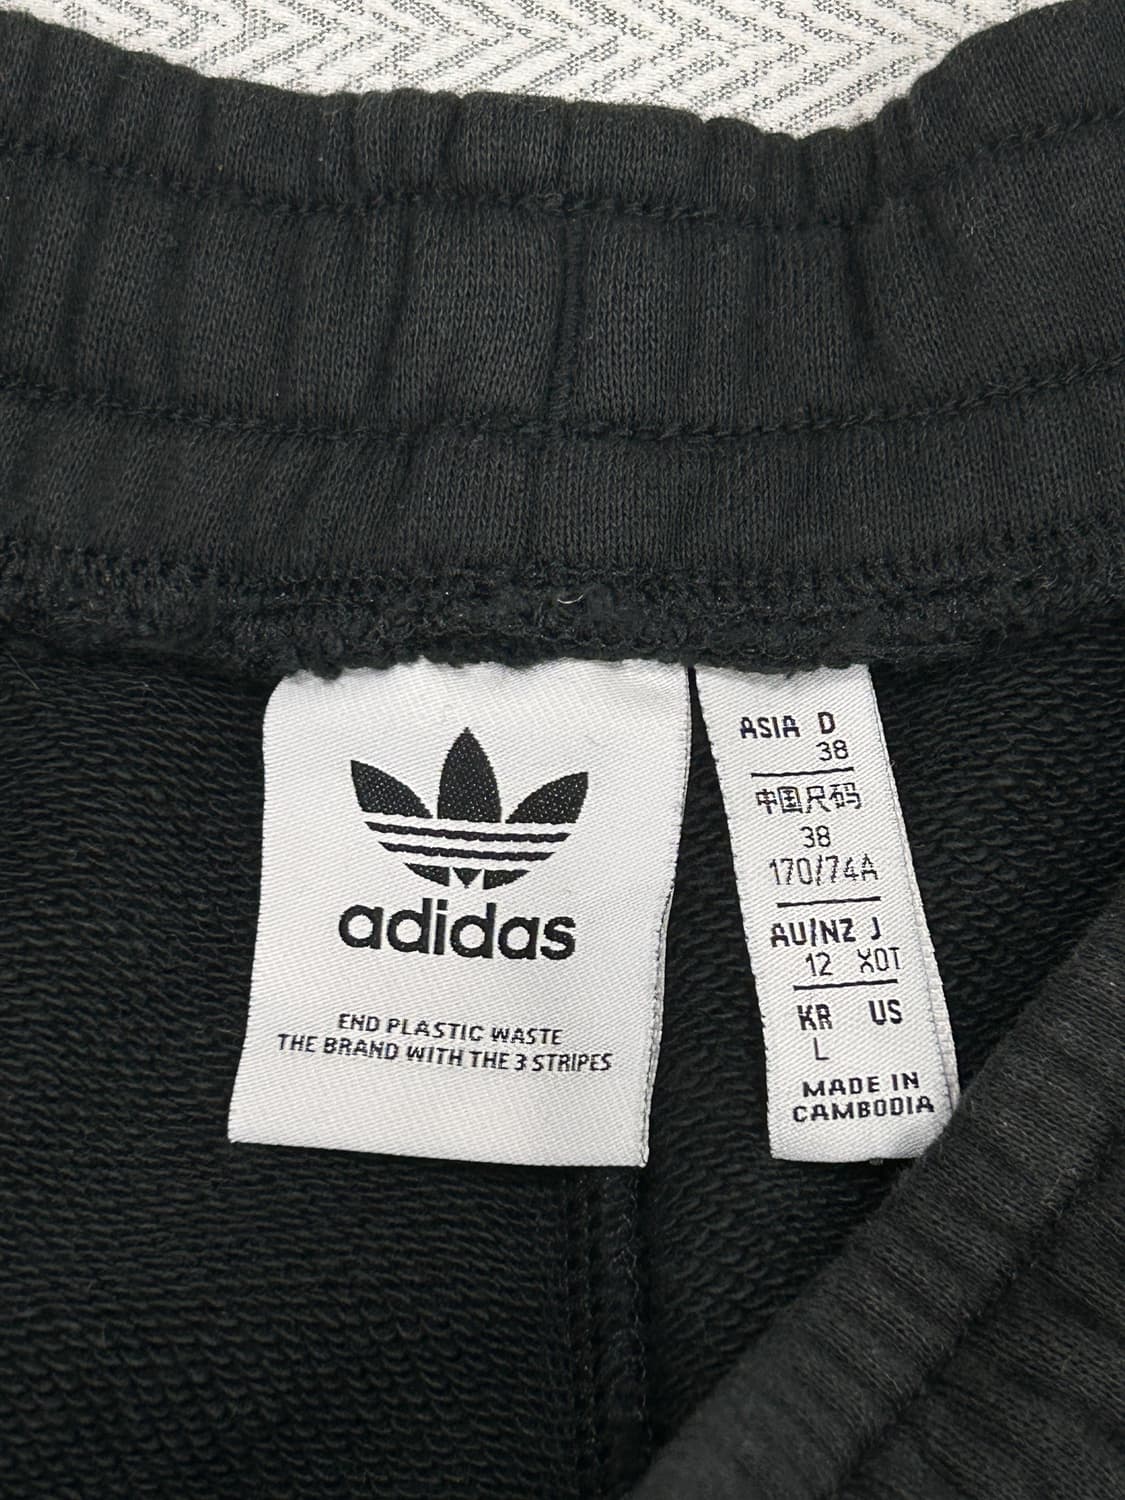 adidas
END PLASTIC WASTE
THE BRAND WITH THE 3 STRIPES
ASIA D
38
中国尺码
38
170/74A
AU/NZ J
12 XOT
KR US
L
MADE IN
CAMBODIA